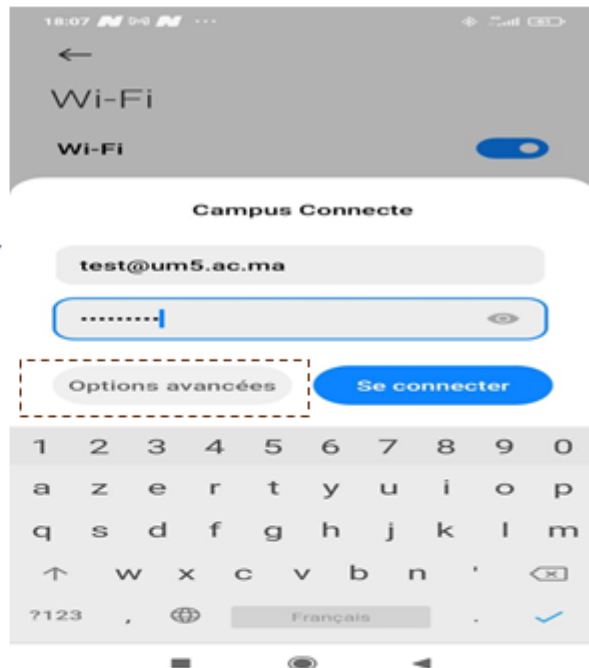 18:07
Wi-Fi
Wi-Fi
Campus Connecte
test@um5.ac.ma
Options avancées
Se connecter
1 2 3 4 5 6 7 8 9 0
a z e r t y u i o p
q s d f g h j k l m
w x c v b n '
?123 , Français .